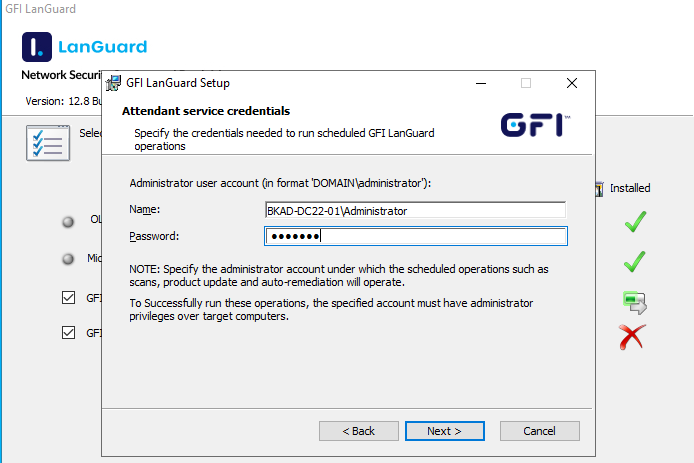 GFI LanGuard
LanGuard
Network Securi
Version: 12.8 Bu
GFI LanGuard Setup
Attendant service credentials
Specify the credentials needed to run scheduled GFI LanGuard
operations
GFI™
Selec
Administrator user account (in format 'DOMAIN\administrator'):
Installed
Name:
BKAD-DC22-01\Administrator
OL
Password:
•••••••
Mic
NOTE: Specify the administrator account under which the scheduled operations such as
scans, product update and auto-remediation will operate.
GFI
To Successfully run these operations, the specified account must have administrator
privileges over target computers.
GFI
< Back
Next >
Cancel